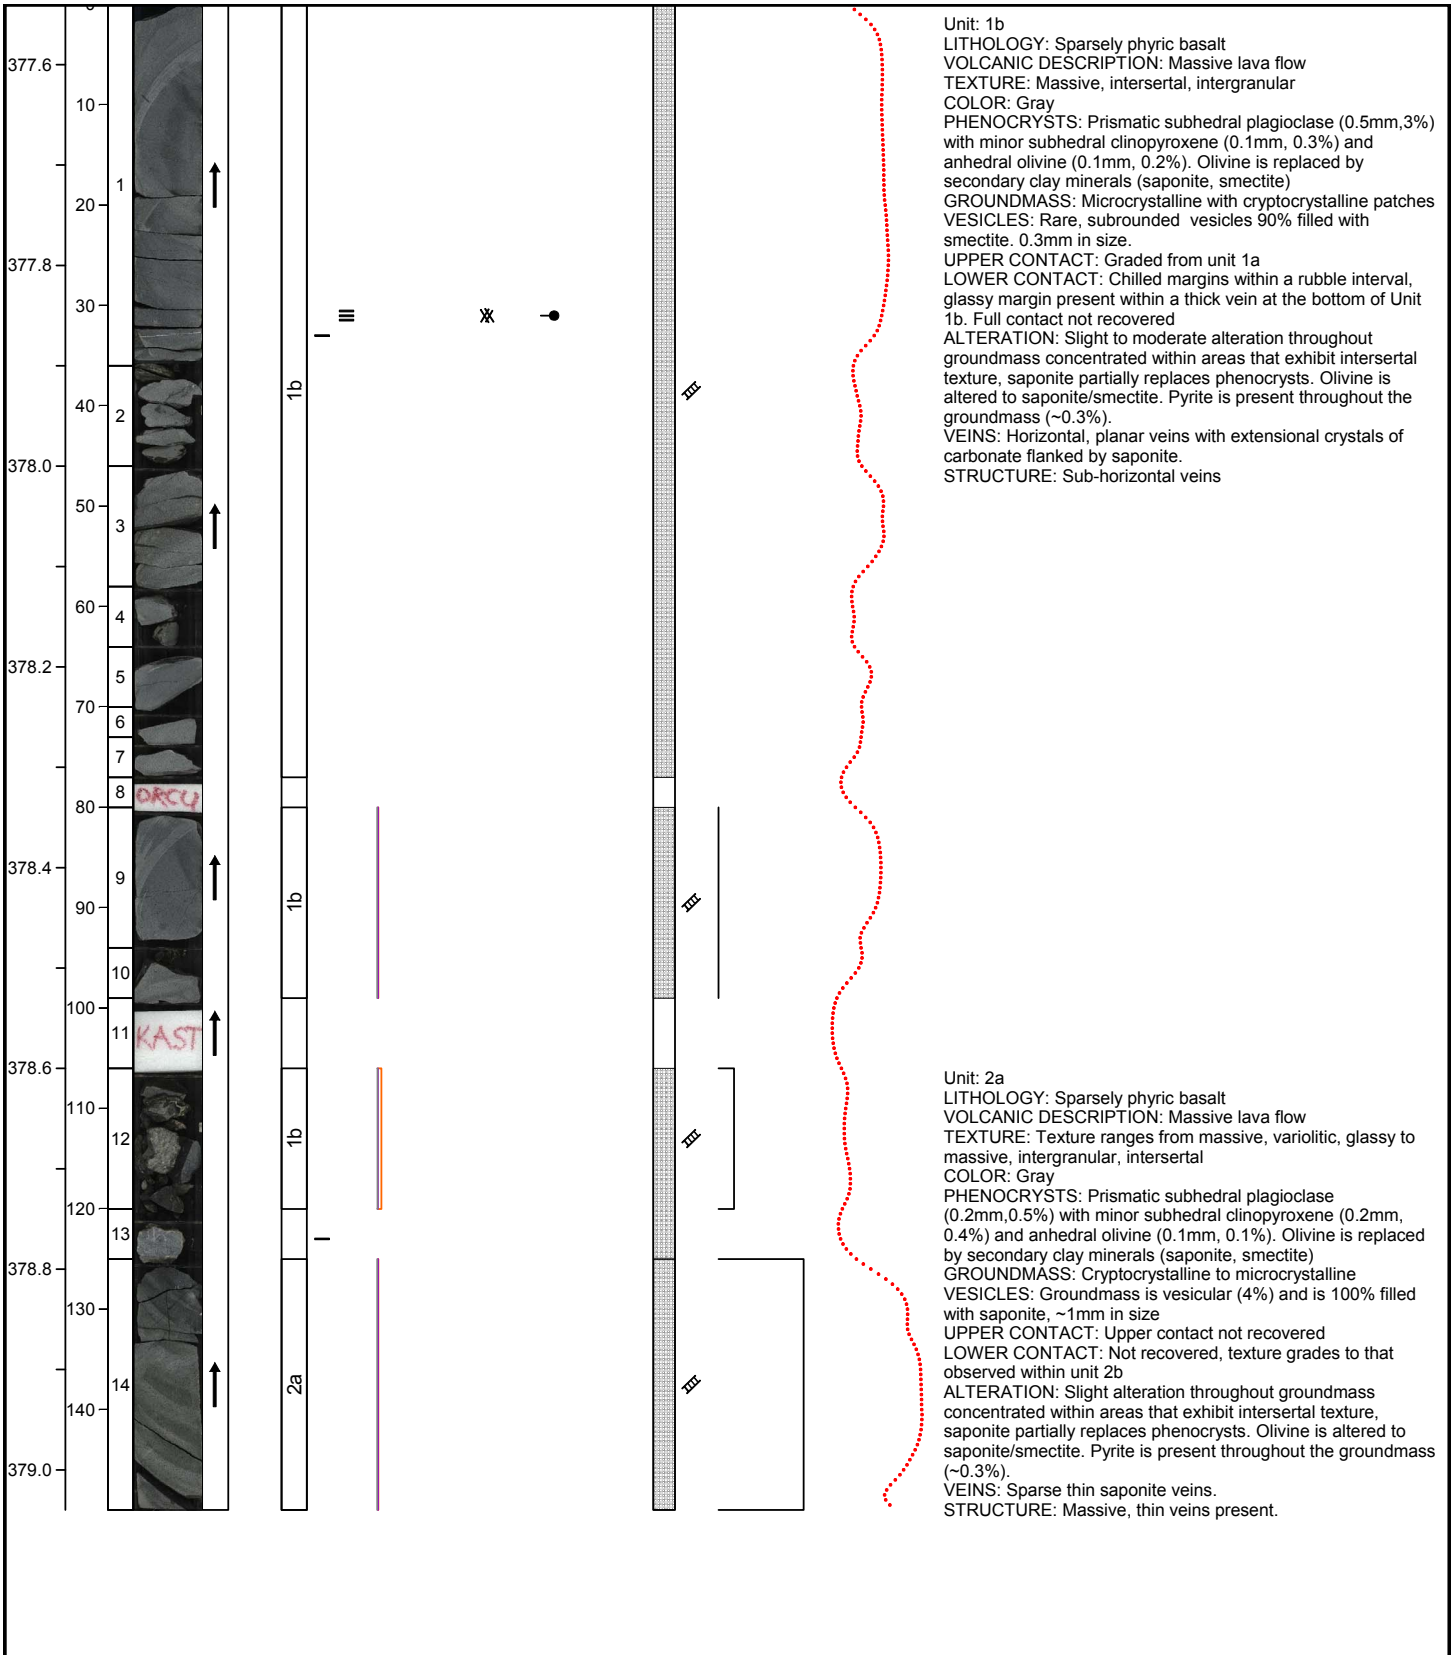 0
377.6
10
1
20
377.8
30
2
40
378.0
50
3
60
4
378.2
5
70
6
7
8
ORCU
80
378.4
9
90
10
100
11
KAST
378.6
110
12
120
13
378.8
130
14
140
379.0
1b
1b
1b
2a
Unit: 1b
LITHOLOGY: Sparsely phyric basalt
VOLCANIC DESCRIPTION: Massive lava flow
TEXTURE: Massive, intersertal, intergranular
COLOR: Gray
PHENOCRYSTS: Prismatic subhedral plagioclase (0.5mm,3%)
with minor subhedral clinopyroxene (0.1mm, 0.3%) and
anhedral olivine (0.1mm, 0.2%). Olivine is replaced by
secondary clay minerals (saponite, smectite)
GROUNDMASS: Microcrystalline with cryptocrystalline patches
VESICLES: Rare, subrounded vesicles 90% filled with
smectite. 0.3mm in size.
UPPER CONTACT: Graded from unit 1a
LOWER CONTACT: Chilled margins within a rubble interval,
glassy margin present within a thick vein at the bottom of Unit
1b. Full contact not recovered
ALTERATION: Slight to moderate alteration throughout
groundmass concentrated within areas that exhibit intersertal
texture, saponite partially replaces phenocrysts. Olivine is
altered to saponite/smectite. Pyrite is present throughout the
groundmass (~0.3%).
VEINS: Horizontal, planar veins with extensional crystals of
carbonate flanked by saponite.
STRUCTURE: Sub-horizontal veins
Unit: 2a
LITHOLOGY: Sparsely phyric basalt
VOLCANIC DESCRIPTION: Massive lava flow
TEXTURE: Texture ranges from massive, variolitic, glassy to
massive, intergranular, intersertal
COLOR: Gray
PHENOCRYSTS: Prismatic subhedral plagioclase
(0.2mm,0.5%) with minor subhedral clinopyroxene (0.2mm,
0.4%) and anhedral olivine (0.1mm, 0.1%). Olivine is replaced
by secondary clay minerals (saponite, smectite)
GROUNDMASS: Cryptocrystalline to microcrystalline
VESICLES: Groundmass is vesicular (4%) and is 100% filled
with saponite, ~1mm in size
UPPER CONTACT: Upper contact not recovered
LOWER CONTACT: Not recovered, texture grades to that
observed within unit 2b
ALTERATION: Slight alteration throughout groundmass
concentrated within areas that exhibit intersertal texture,
saponite partially replaces phenocrysts. Olivine is altered to
saponite/smectite. Pyrite is present throughout the groundmass
(~0.3%).
VEINS: Sparse thin saponite veins.
STRUCTURE: Massive, thin veins present.